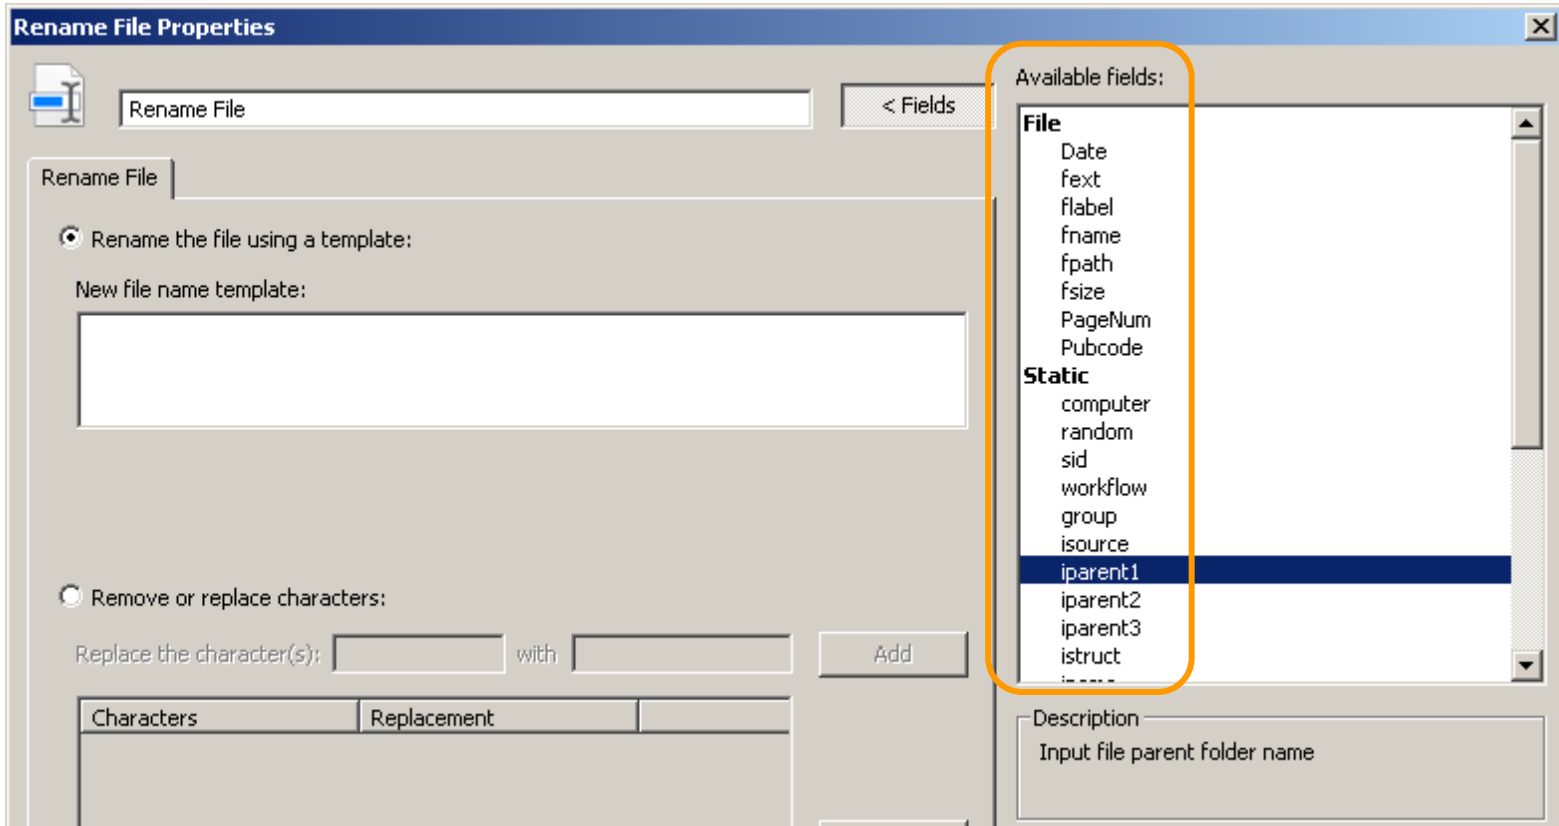 Rename File Properties
Rename File
< Fields
Rename File
Rename the file using a template:
New file name template:
Remove or replace characters:
Replace the character(s):
with
Add
Characters
Replacement
Available fields:
File
Date
fext
flabel
fname
fpath
fsize
PageNum
Pubcode
Static
computer
random
sid
workflow
group
isource
iparent1
iparent2
iparent3
istruct
Description
Input file parent folder name